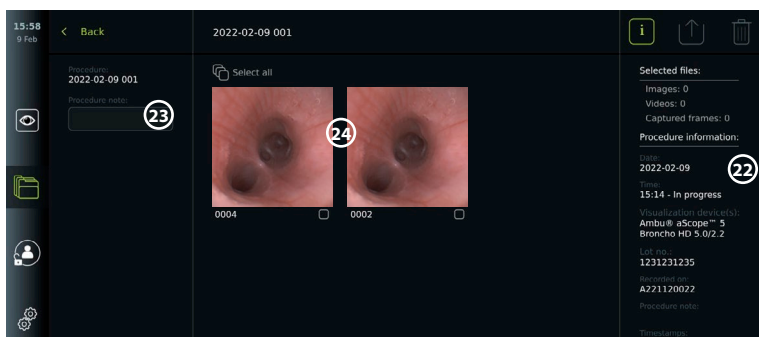 15:58
9 Feb
Back
2022-02-09 001
i
Procedure:
2022-02-09 001
Procedure note:
23
Select all
24
0004
0002
Selected files:
Images: 0
Videos: 0
Captured frames: 0
Procedure information:
Date:
2022-02-09
22
Time:
15:14 - In progress
Visualization device(s):
Ambu® aScope™ 5
Broncho HD 5.0/2.2
Lot no.:
1231231235
Recorded on:
A221120022
Procedure note:
Timestamps: